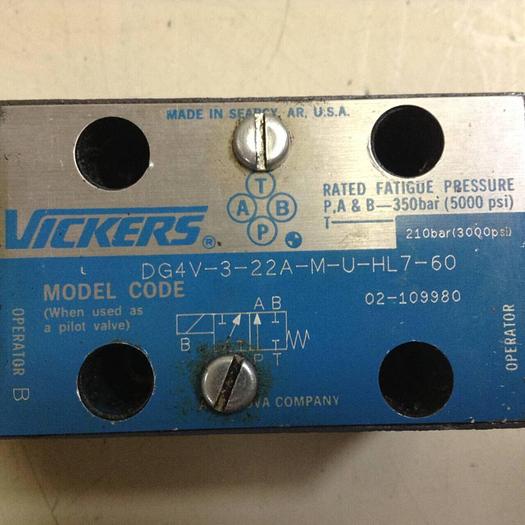 MADE IN SEARCY, AR, U.S.A.
T
A B
P
RATED FATIGUE PRESSURE
P,A & B—350bar (5000 psi)
T 210bar(3000psi)
VICKERS®
DG4V-3-22A-M-U-HL7-60
MODEL CODE
(When used as
a pilot valve)
02-109980
A B
B
P T
OPERATOR B
OPERATOR
COMPANY